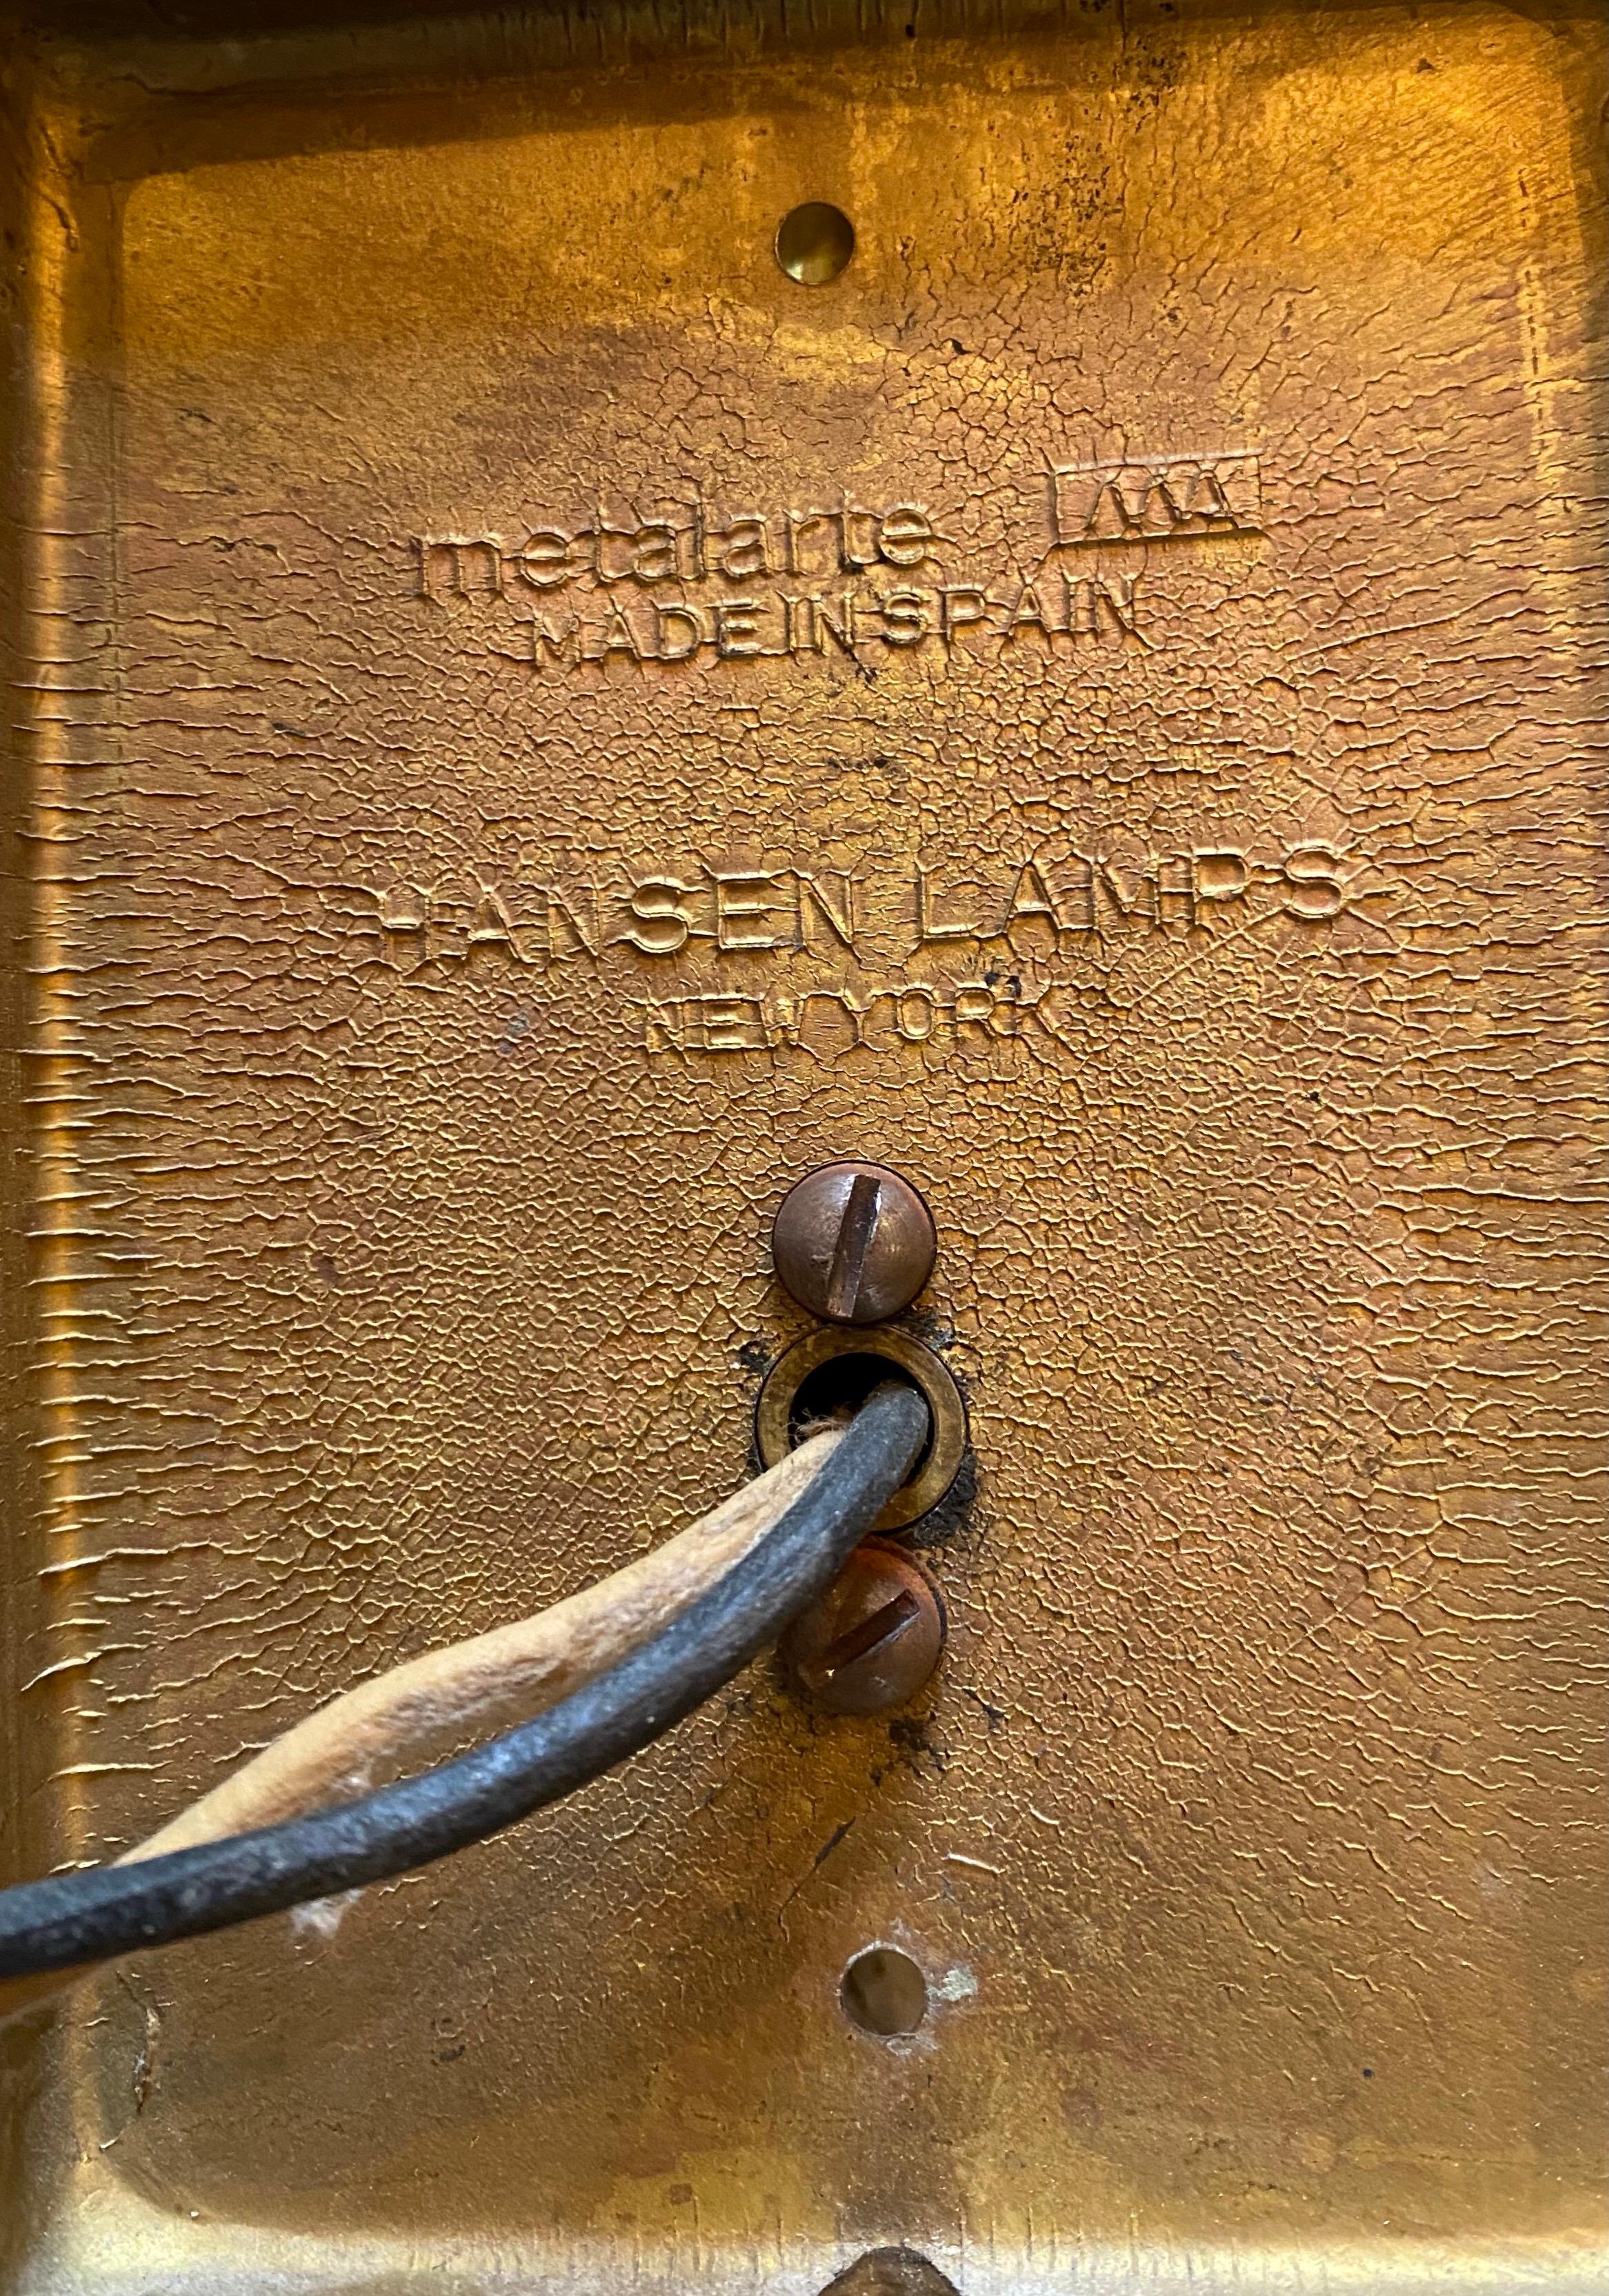 metalarte
MADE IN SPAIN
HANSEN LAMPS
NEW YORK